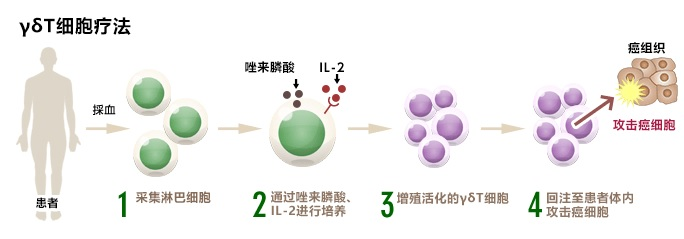 γδT细胞疗法
患者
採血
1 采集淋巴细胞
唑来膦酸
IL-2
2 通过唑来膦酸、
IL-2进行培养
3 增殖活化的γδT细胞
癌组织
攻击癌细胞
4 回注至患者体内
攻击癌细胞